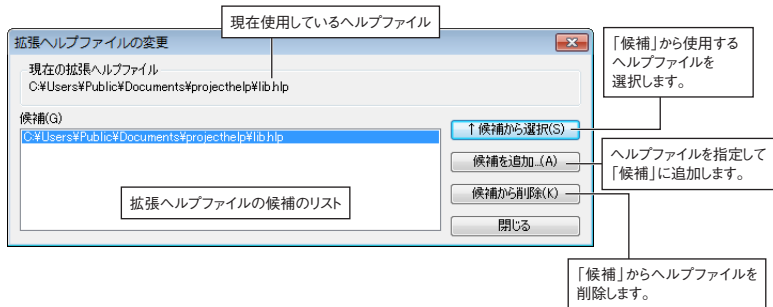 現在使用しているヘルプファイル
拡張ヘルプファイルの変更
現在の拡張ヘルプファイル
C:¥Users¥Public¥Documents¥projecthelp¥lib.hlp
候補(G)
C:¥Users¥Public¥Documents¥projecthelp¥lib.hlp
拡張ヘルプファイルの候補のリスト
↑候補から選択(S)
候補を追加...(A)
候補から削除(K)
閉じる
「候補」から使用する
ヘルプファイルを
選択します。
ヘルプファイルを指定して
「候補」に追加します。
「候補」からヘルプファイルを
削除します。